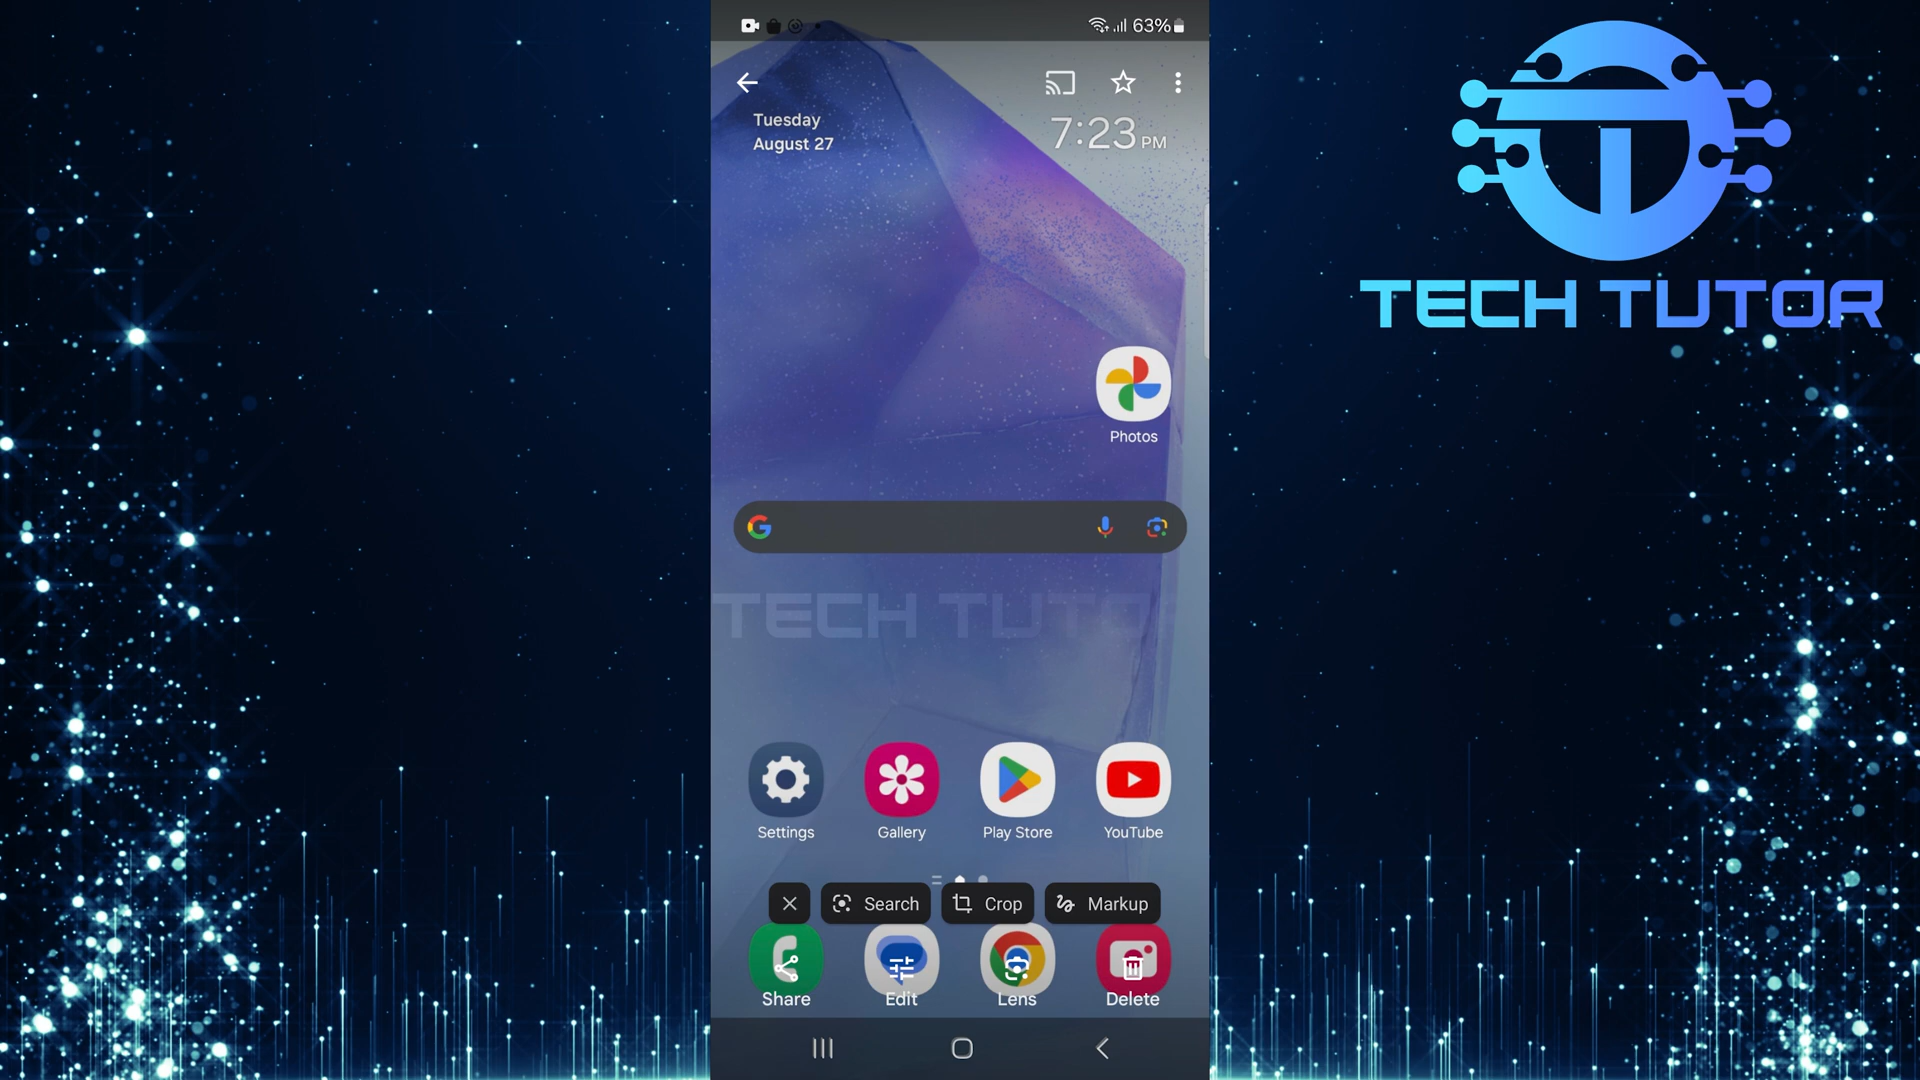 63%
Tuesday
August 27
7:23 PM
TECH TUTOR
Photos
TECH TUTO
Settings
Gallery
Play Store
YouTube
Search
Crop
Markup
Share
Edit
Lens
Delete